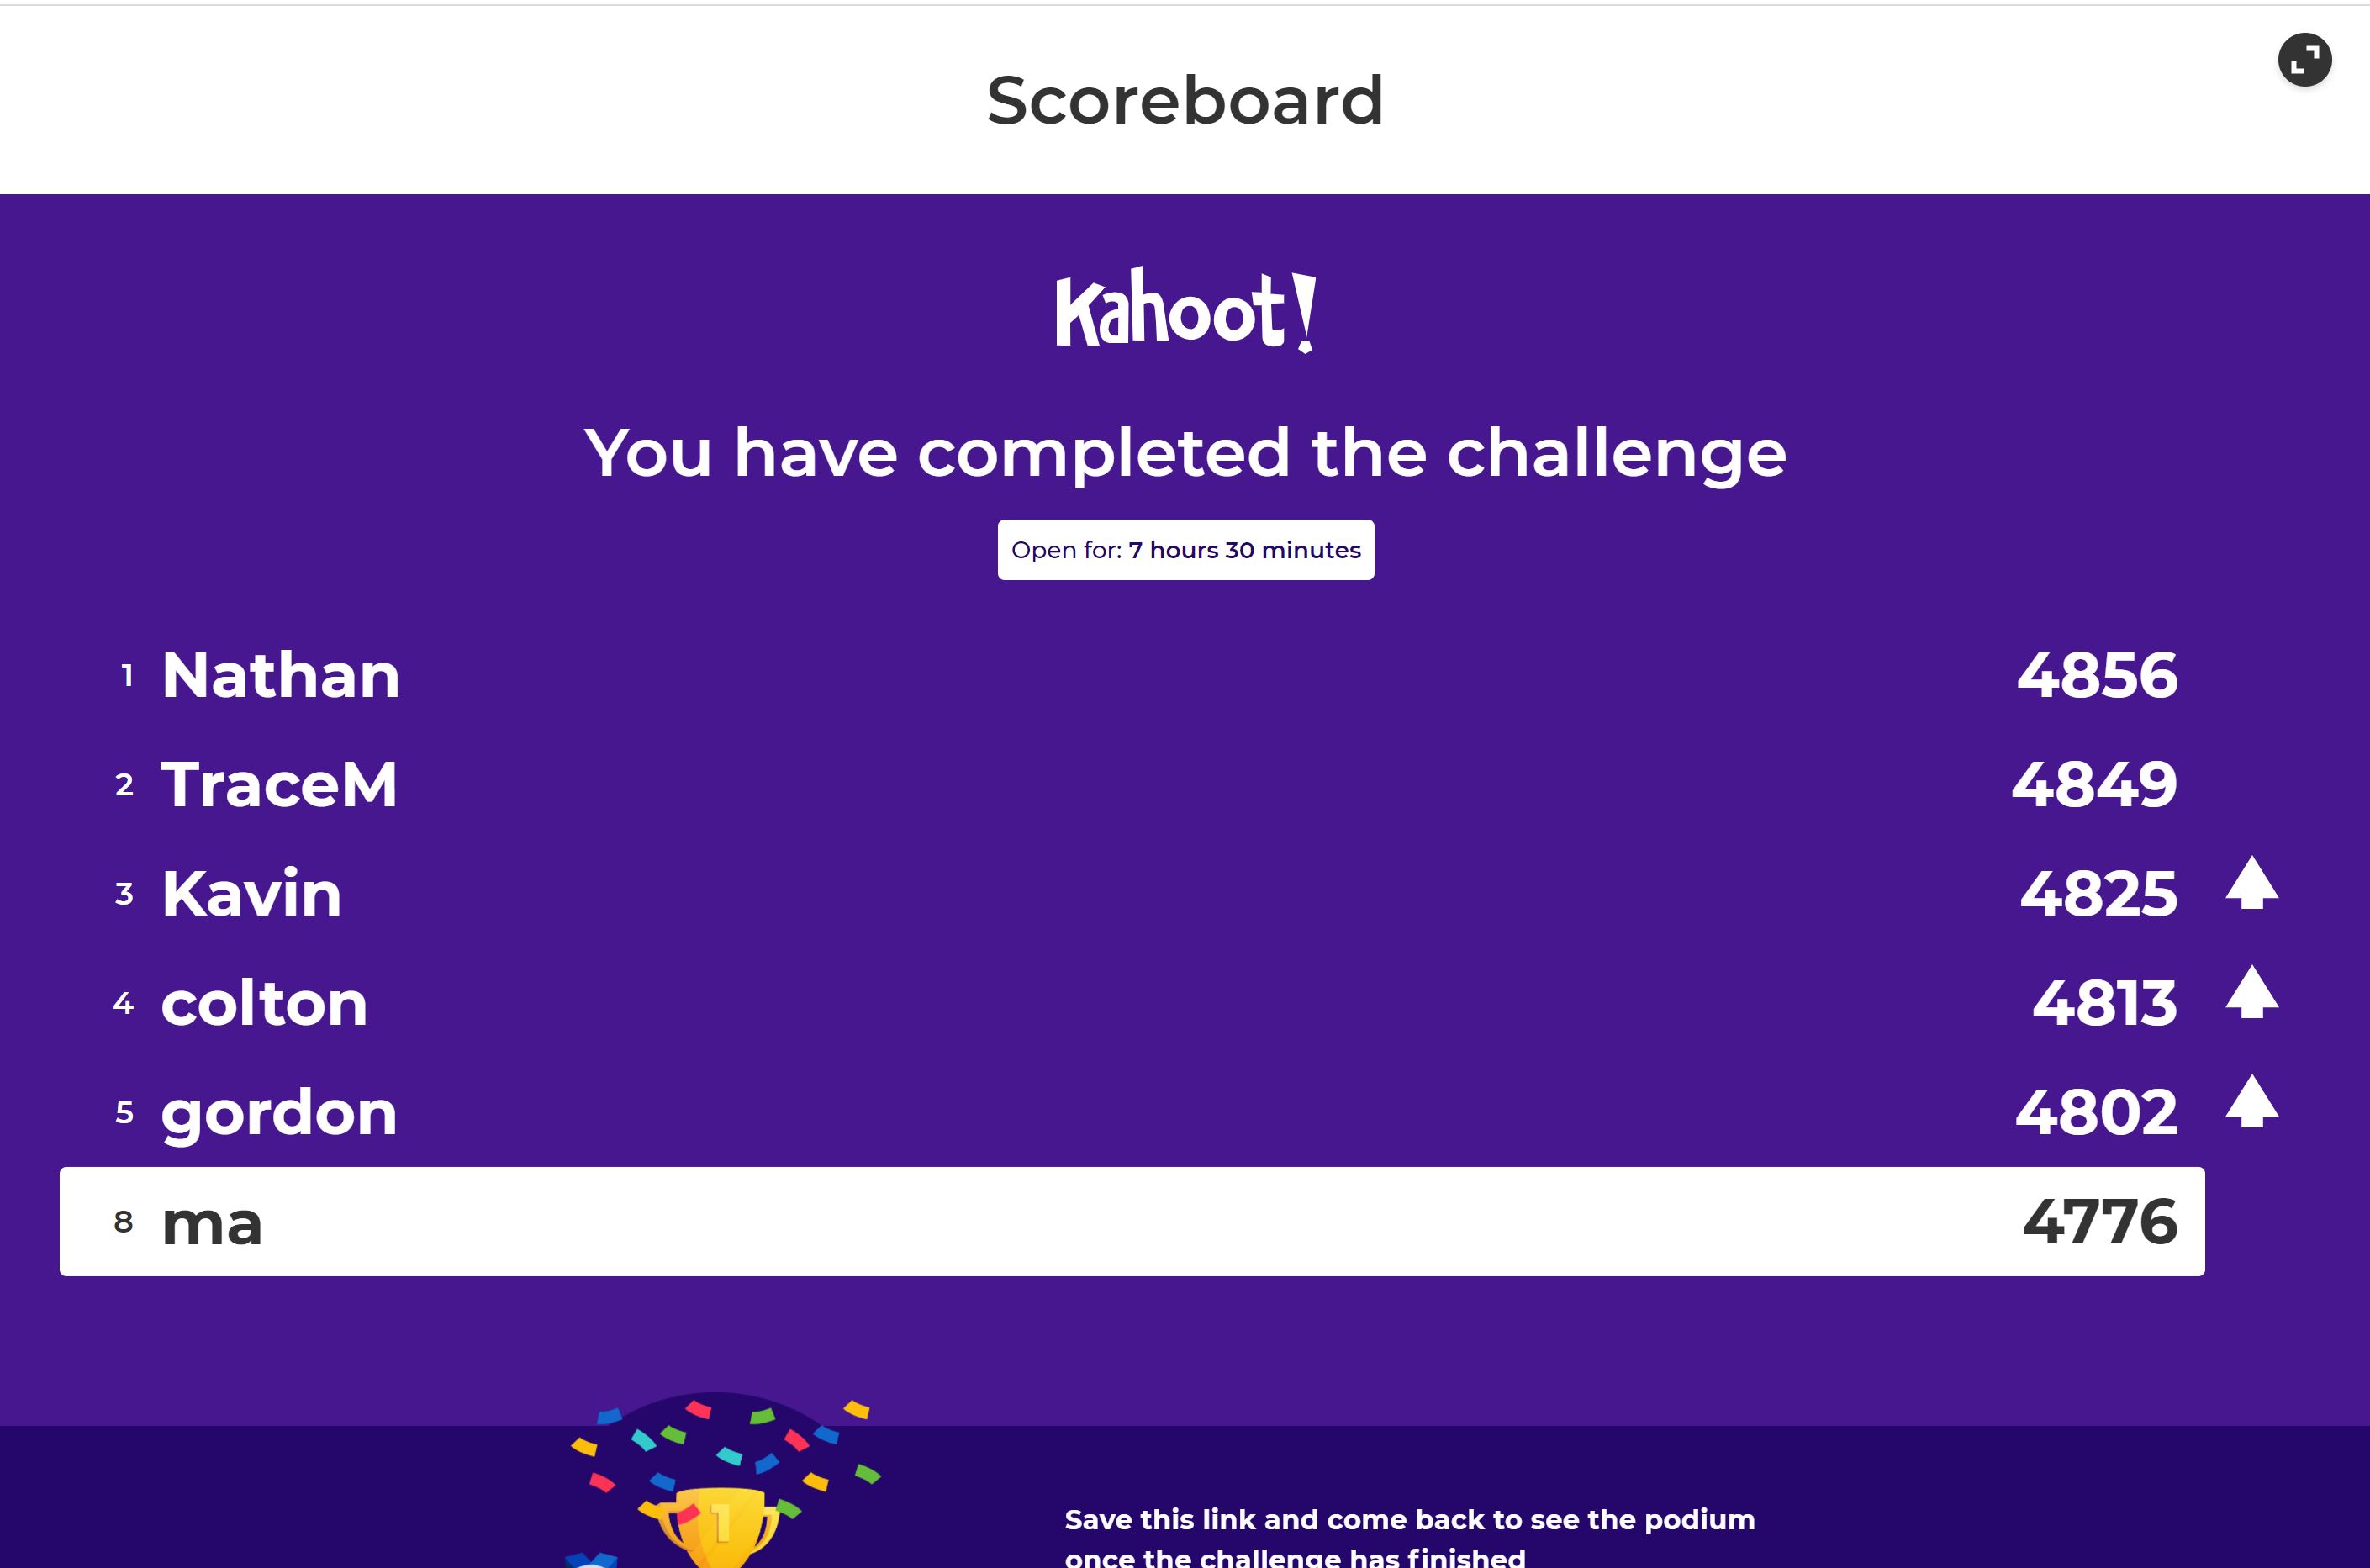 Scoreboard
Kahoot!
You have completed the challenge
Open for: 7 hours 30 minutes
1 Nathan 4856
2 TraceM 4849
3 Kavin 4825
4 colton 4813
5 gordon 4802
8 ma 4776
1
Save this link and come back to see the podium
once the challenge has finished